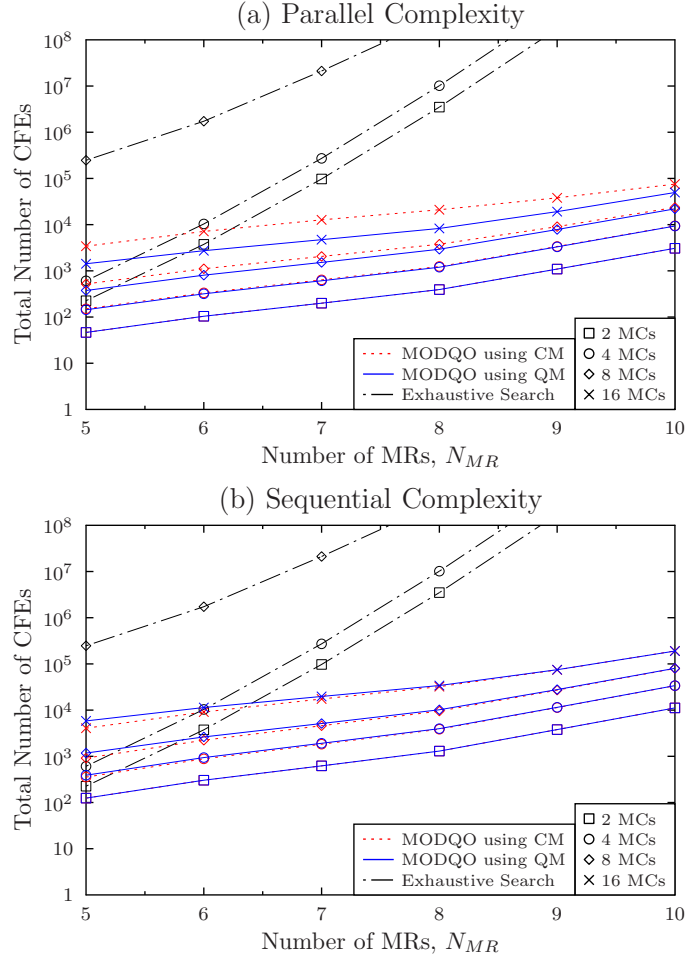 (a) Parallel Complexity
10^8
10^7
10^6
10^5
10^4
10^3
10^2
10
1
Total Number of CFEs
5 6 7 8 9 10
Number of MRs, N_{MR}
MODQO using CM
MODQO using QM
Exhaustive Search
2 MCs
4 MCs
8 MCs
16 MCs
(b) Sequential Complexity
10^8
10^7
10^6
10^5
10^4
10^3
10^2
10
1
Total Number of CFEs
5 6 7 8 9 10
Number of MRs, N_{MR}
MODQO using CM
MODQO using QM
Exhaustive Search
2 MCs
4 MCs
8 MCs
16 MCs